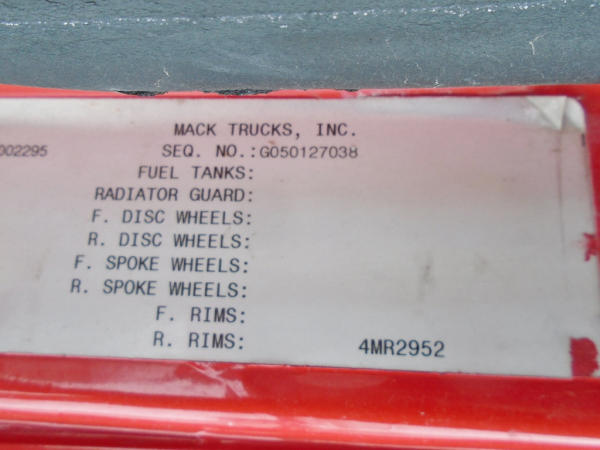 MACK TRUCKS, INC.
002295 SEQ. NO.:G050127038
FUEL TANKS:
RADIATOR GUARD:
F. DISC WHEELS:
R. DISC WHEELS:
F. SPOKE WHEELS:
R. SPOKE WHEELS:
F. RIMS:
R. RIMS: 4MR2952